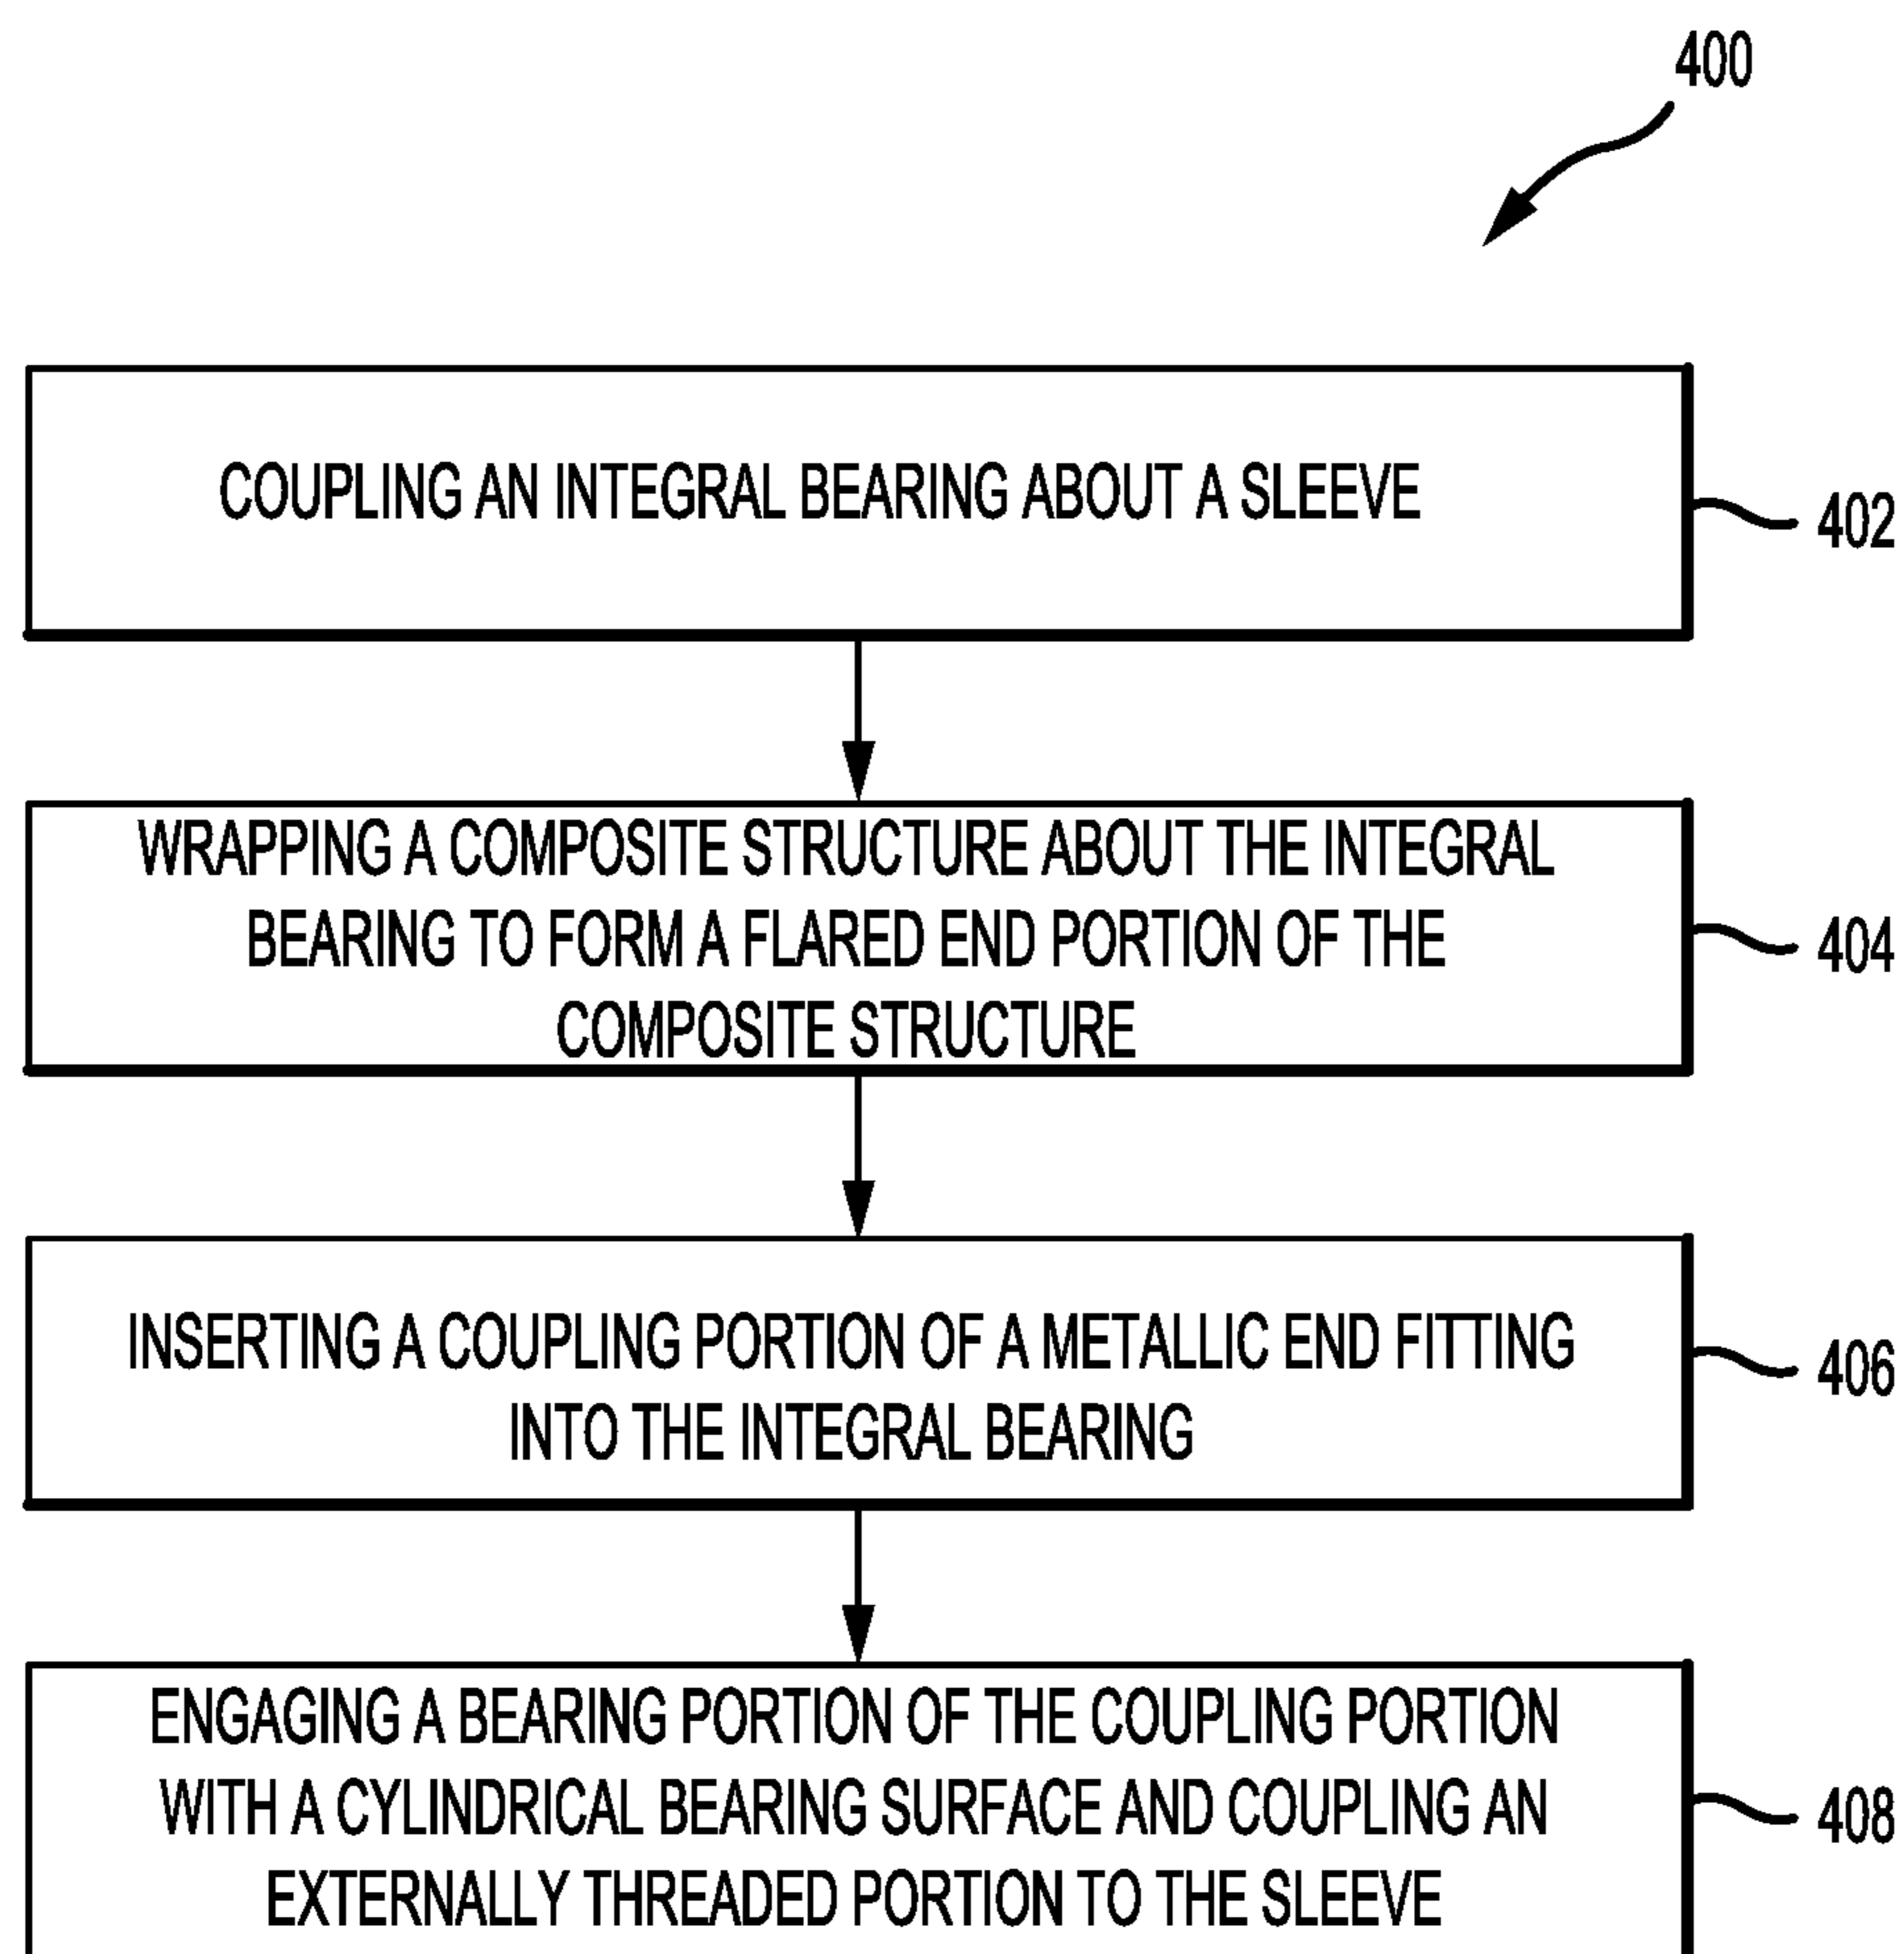 400
COUPLING AN INTEGRAL BEARING ABOUT A SLEEVE
402
WRAPPING A COMPOSITE STRUCTURE ABOUT THE INTEGRAL
BEARING TO FORM A FLARED END PORTION OF THE
COMPOSITE STRUCTURE
404
INSERTING A COUPLING PORTION OF A METALLIC END FITTING
INTO THE INTEGRAL BEARING
406
ENGAGING A BEARING PORTION OF THE COUPLING PORTION
WITH A CYLINDRICAL BEARING SURFACE AND COUPLING AN
EXTERNALLY THREADED PORTION TO THE SLEEVE
408